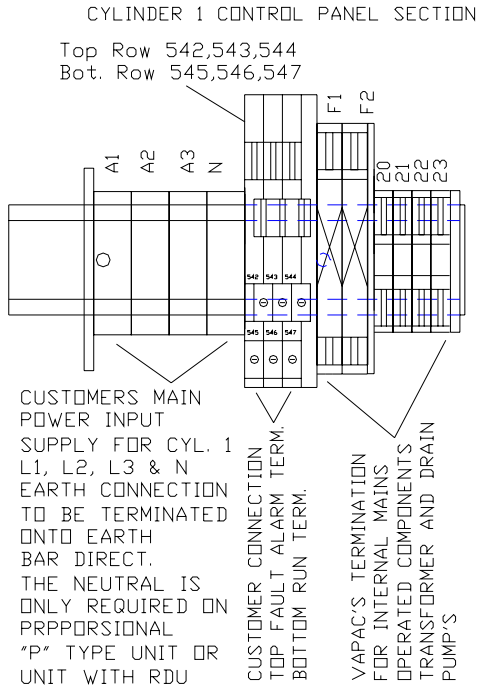 CYLINDER 1 CONTROL PANEL SECTION
Top Row 542,543,544
Bot. Row 545,546,547
A1
A2
A3
N
F1
F2
20
21
22
23
542 543 544
545 546 547
CUSTOMERS MAIN
POWER INPUT
SUPPLY FOR CYL. 1
L1, L2, L3 & N
EARTH CONNECTION
TO BE TERMINATED
ONTO EARTH
BAR DIRECT.
THE NEUTRAL IS
ONLY REQUIRED ON
PRPPORSIONAL
"P" TYPE UNIT OR
UNIT WITH RDU
CUSTOMER CONNECTION
TOP FAULT ALARM TERM.
BOTTOM RUN TERM.
VAPAC'S TERMINATION
FOR INTERNAL MAINS
OPERATED COMPONENTS
TRANSFORMER AND DRAIN
PUMP'S